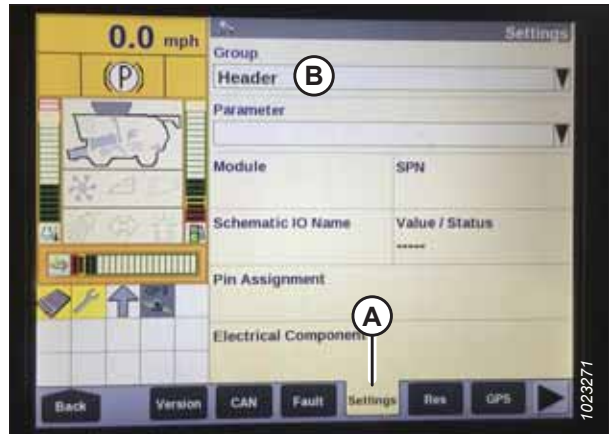 0.0 mph
Settings
(P)
Group
Header
B
Parameter
Module
SPN
Schematic IO Name
Value / Status
-----
Pin Assignment
A
Electrical Component
Back
Version
CAN
Fault
Settings
Res
GPS
1023271